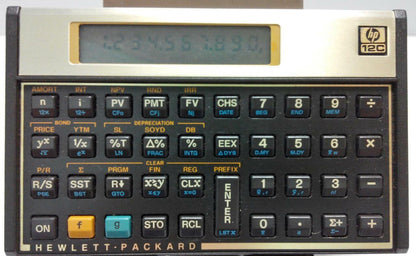 1.2 3 4.5 6 7.8 9 0,
hp
12C
AMORT INT NPV RND IRR
n i PV PMT FV CHS 7 8 9 ÷
12× 12÷ CFo CFj Nj DATE BEG END MEM
BOND DEPRECIATION
PRICE YTM SL SOYD DB
yˣ 1/x %T Δ% % EEX 4 5 6 ×
√x eˣ LN FRAC INTG ΔDYS D.MY M.DY
P/R Σ PRGM CLEAR FIN REG PREFIX
R/S SST R↓ x≷y CLx ENTER 1 2 3 −
PSE BST GTO x≤y x=0
ON f g STO RCL 0 . Σ+ +
LST X Σ−
HEWLETT·PACKARD